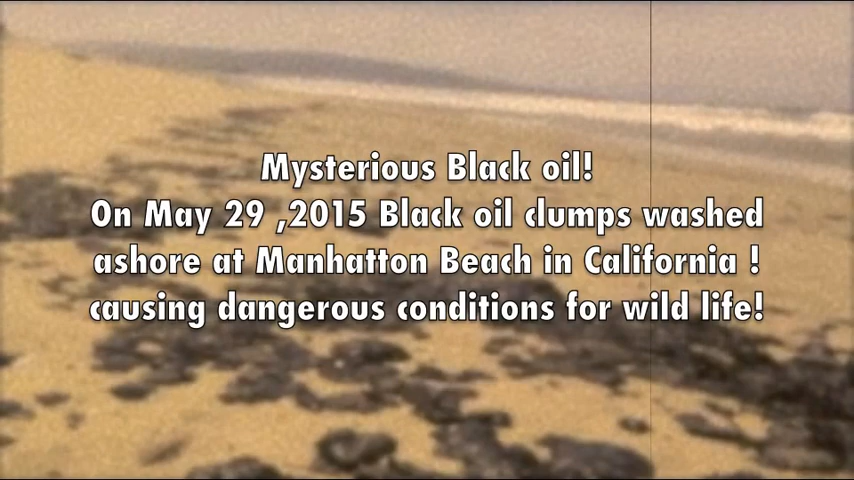 Mysterious Black oil!
On May 29 ,2015 Black oil clumps washed
ashore at Manhatton Beach in California !
causing dangerous conditions for wild life!